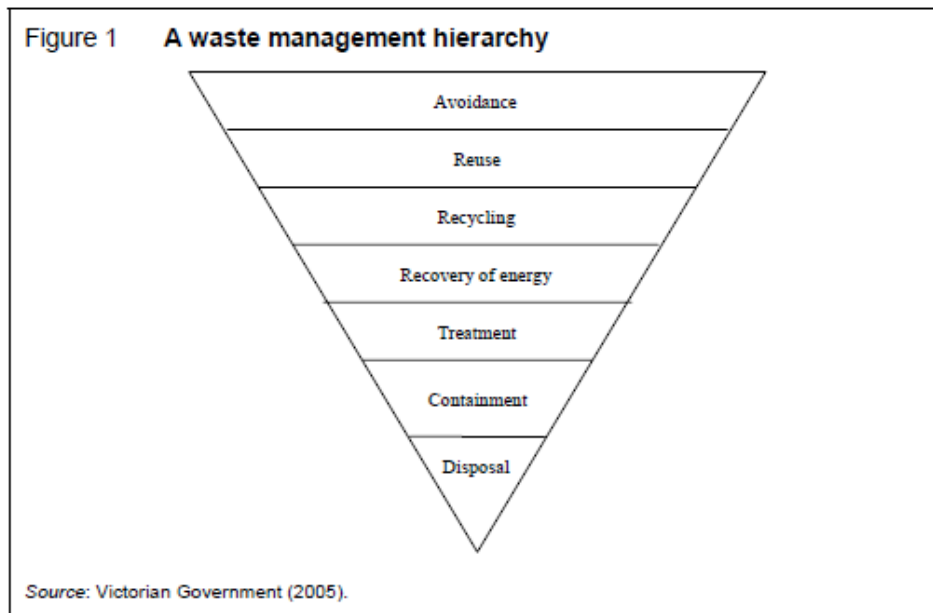 Figure 1 A waste management hierarchy
Avoidance
Reuse
Recycling
Recovery of energy
Treatment
Containment
Disposal
Source: Victorian Government (2005).